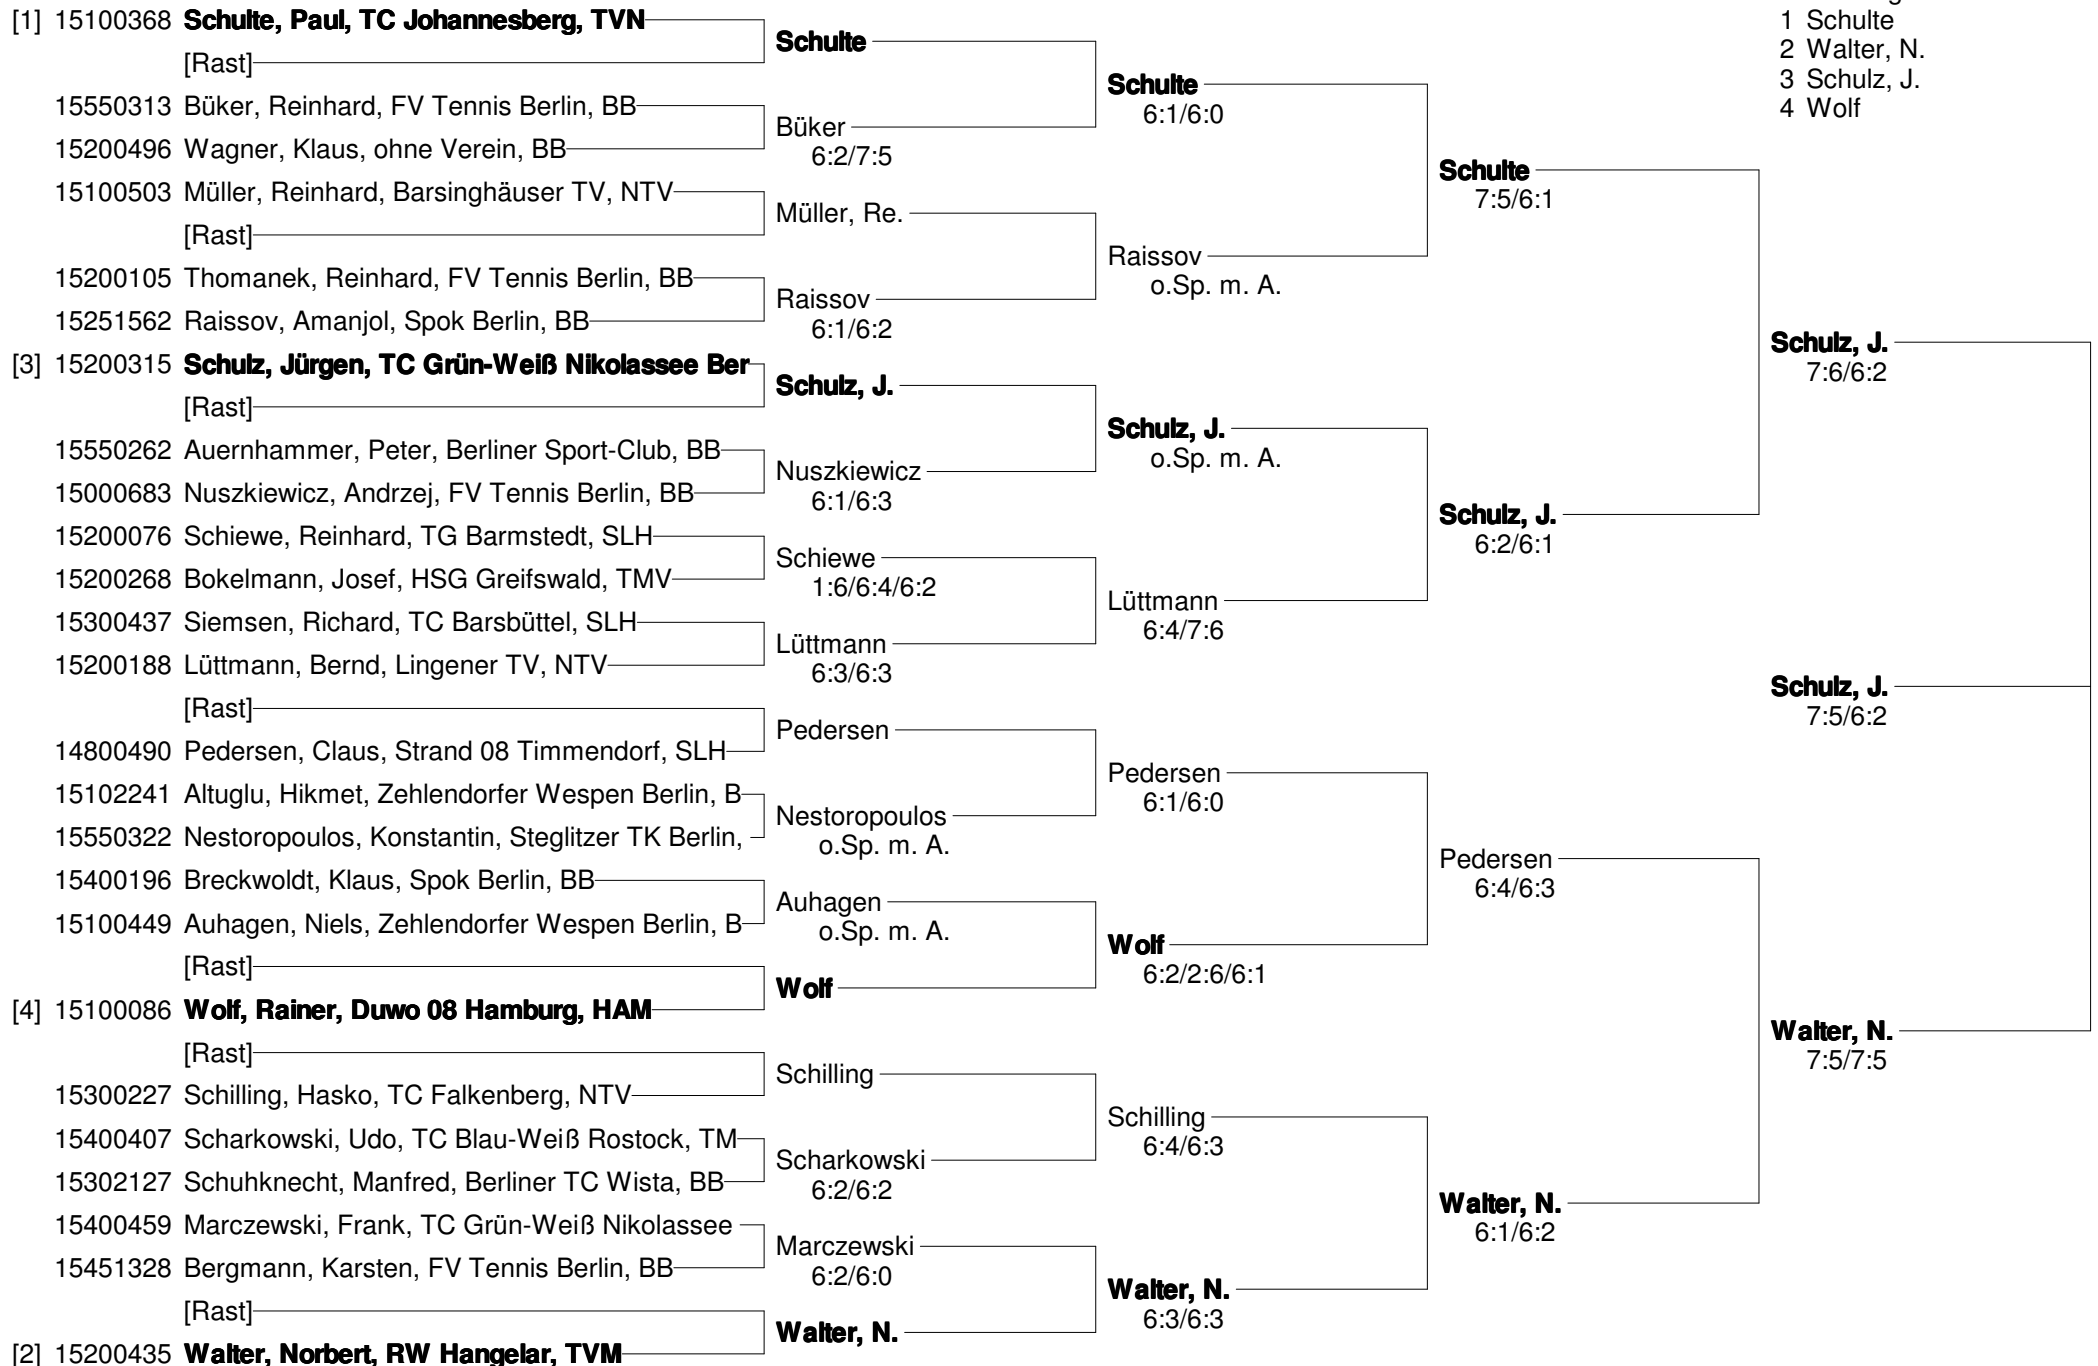 [1] 15100368 Schulte, Paul, TC Johannesberg, TVN
[Rast]
15550313 Büker, Reinhard, FV Tennis Berlin, BB
15200496 Wagner, Klaus, ohne Verein, BB
15100503 Müller, Reinhard, Barsinghäuser TV, NTV
[Rast]
15200105 Thomanek, Reinhard, FV Tennis Berlin, BB
15251562 Raissov, Amanjol, Spok Berlin, BB
[3] 15200315 Schulz, Jürgen, TC Grün-Weiß Nikolassee Ber
[Rast]
15550262 Auernhammer, Peter, Berliner Sport-Club, BB
15000683 Nuszkiewicz, Andrzej, FV Tennis Berlin, BB
15200076 Schiewe, Reinhard, TG Barmstedt, SLH
15200268 Bokelmann, Josef, HSG Greifswald, TMV
15300437 Siemsen, Richard, TC Barsbüttel, SLH
15200188 Lüttmann, Bernd, Lingener TV, NTV
[Rast]
14800490 Pedersen, Claus, Strand 08 Timmendorf, SLH
15102241 Altuglu, Hikmet, Zehlendorfer Wespen Berlin, B
15550322 Nestoropoulos, Konstantin, Steglitzer TK Berlin,
15400196 Breckwoldt, Klaus, Spok Berlin, BB
15100449 Auhagen, Niels, Zehlendorfer Wespen Berlin, B
[Rast]
[4] 15100086 Wolf, Rainer, Duwo 08 Hamburg, HAM
[Rast]
15300227 Schilling, Hasko, TC Falkenberg, NTV
15400407 Scharkowski, Udo, TC Blau-Weiß Rostock, TM
15302127 Schuhknecht, Manfred, Berliner TC Wista, BB
15400459 Marczewski, Frank, TC Grün-Weiß Nikolassee
15451328 Bergmann, Karsten, FV Tennis Berlin, BB
[Rast]
[2] 15200435 Walter, Norbert, RW Hangelar, TVM
Schulte
Büker
6:2/7:5
Müller, Re.
Raissov
6:1/6:2
Schulz, J.
Nuszkiewicz
6:1/6:3
Schiewe
1:6/6:4/6:2
Lüttmann
6:3/6:3
Pedersen
Nestoropoulos
o.Sp. m. A.
Auhagen
o.Sp. m. A.
Wolf
Schilling
Scharkowski
6:2/6:2
Marczewski
6:2/6:0
Walter, N.
Schulte
6:1/6:0
Raissov
o.Sp. m. A.
Schulz, J.
o.Sp. m. A.
Lüttmann
6:4/7:6
Pedersen
6:1/6:0
Wolf
6:2/2:6/6:1
Schilling
6:4/6:3
Walter, N.
6:3/6:3
Schulte
7:5/6:1
Schulz, J.
6:2/6:1
Pedersen
6:4/6:3
Walter, N.
6:1/6:2
Schulz, J.
7:6/6:2
Schulz, J.
7:5/6:2
Walter, N.
7:5/7:5
1 Schulte
2 Walter, N.
3 Schulz, J.
4 Wolf